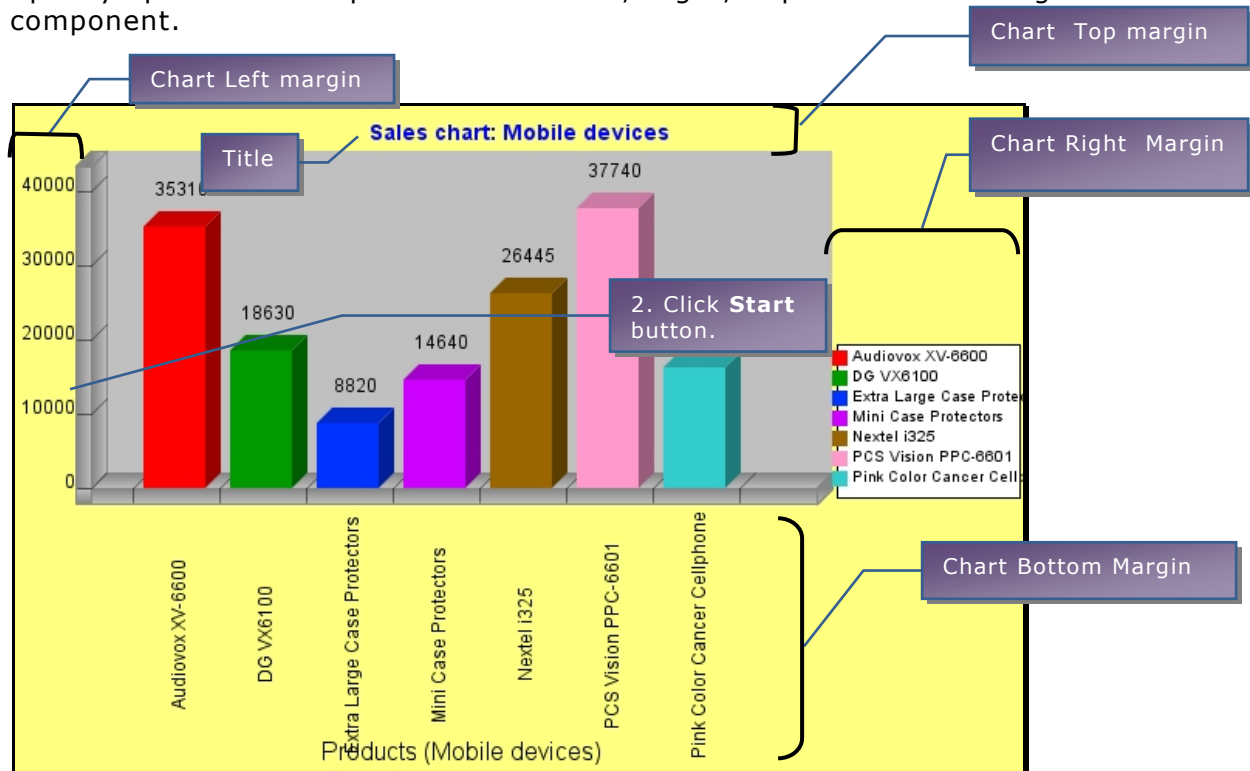 component.
Chart Top margin
Chart Left margin
Sales chart: Mobile devices
Chart Right Margin
Title
40000
30000
20000
10000
0
18630
8820
14640
26445
37740
2. Click Start
button.
Audiovox XV-6600
DG VX6100
Extra Large Case
Mini Case Protectors
Nextel i325
PCS Vision PPC-6601
Pink Color Cancer
Audiovox XV-6600
DG VX6100
Extra Large Case Protectors
Mini Case Protectors
Nextel i325
PCS Vision PPC-6601
Pink Color Cancer Cellphone
Chart Bottom Margin
Products (Mobile devices)